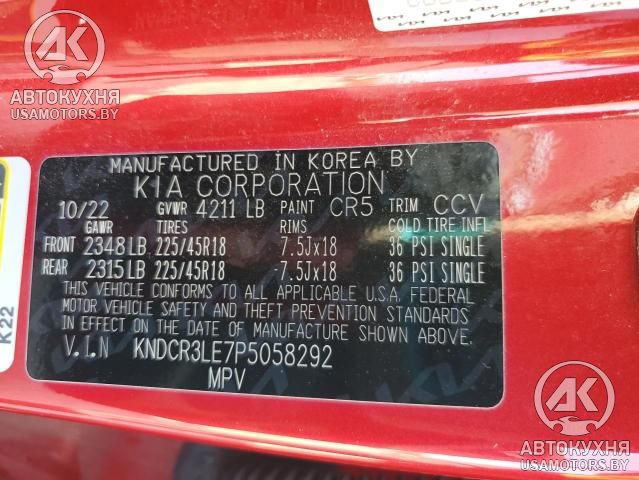 АВТОКУХНЯ
USAMOTORS.BY
MANUFACTURED IN KOREA BY
KIA CORPORATION
10/22 GVWR 4211 LB PAINT CR5 TRIM CCV
GAWR TIRES RIMS COLD TIRE INFL
FRONT 2348 LB 225/45R18 7.5Jx18 36 PSI SINGLE
REAR 2315 LB 225/45R18 -7.5Jx18 36 PSI SINGLE
THIS VEHICLE CONFORMS TO ALL APPLICABLE U.S.A. FEDERAL
MOTOR VEHICLE SAFETY AND THEFT PREVENTION STANDARDS
IN EFFECT ON THE DATE OF MANUFACTURE SHOWN ABOVE.
V.I.N KNDCR3LE7P5058292
MPV
K22
АВТОКУХНЯ
USAMOTORS.BY